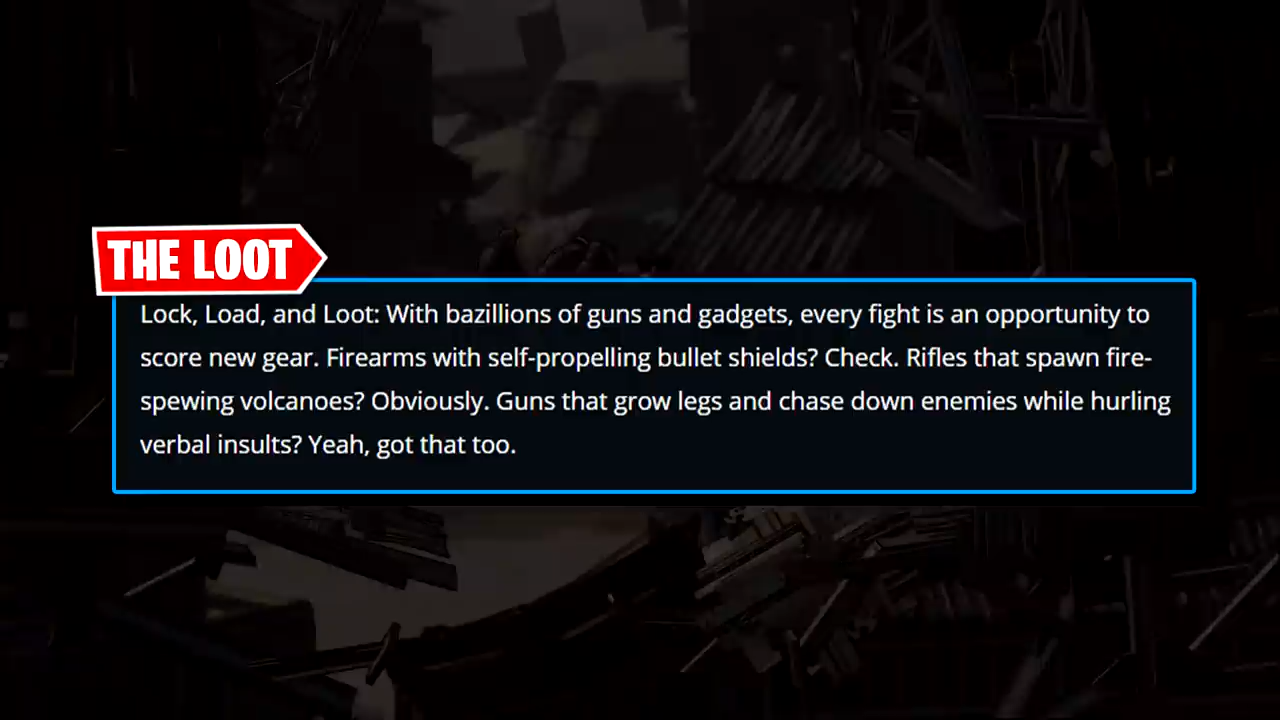 THE LOOT
Lock, Load, and Loot: With bazillions of guns and gadgets, every fight is an opportunity to
score new gear. Firearms with self-propelling bullet shields? Check. Rifles that spawn fire-
spewing volcanoes? Obviously. Guns that grow legs and chase down enemies while hurling
verbal insults? Yeah, got that too.